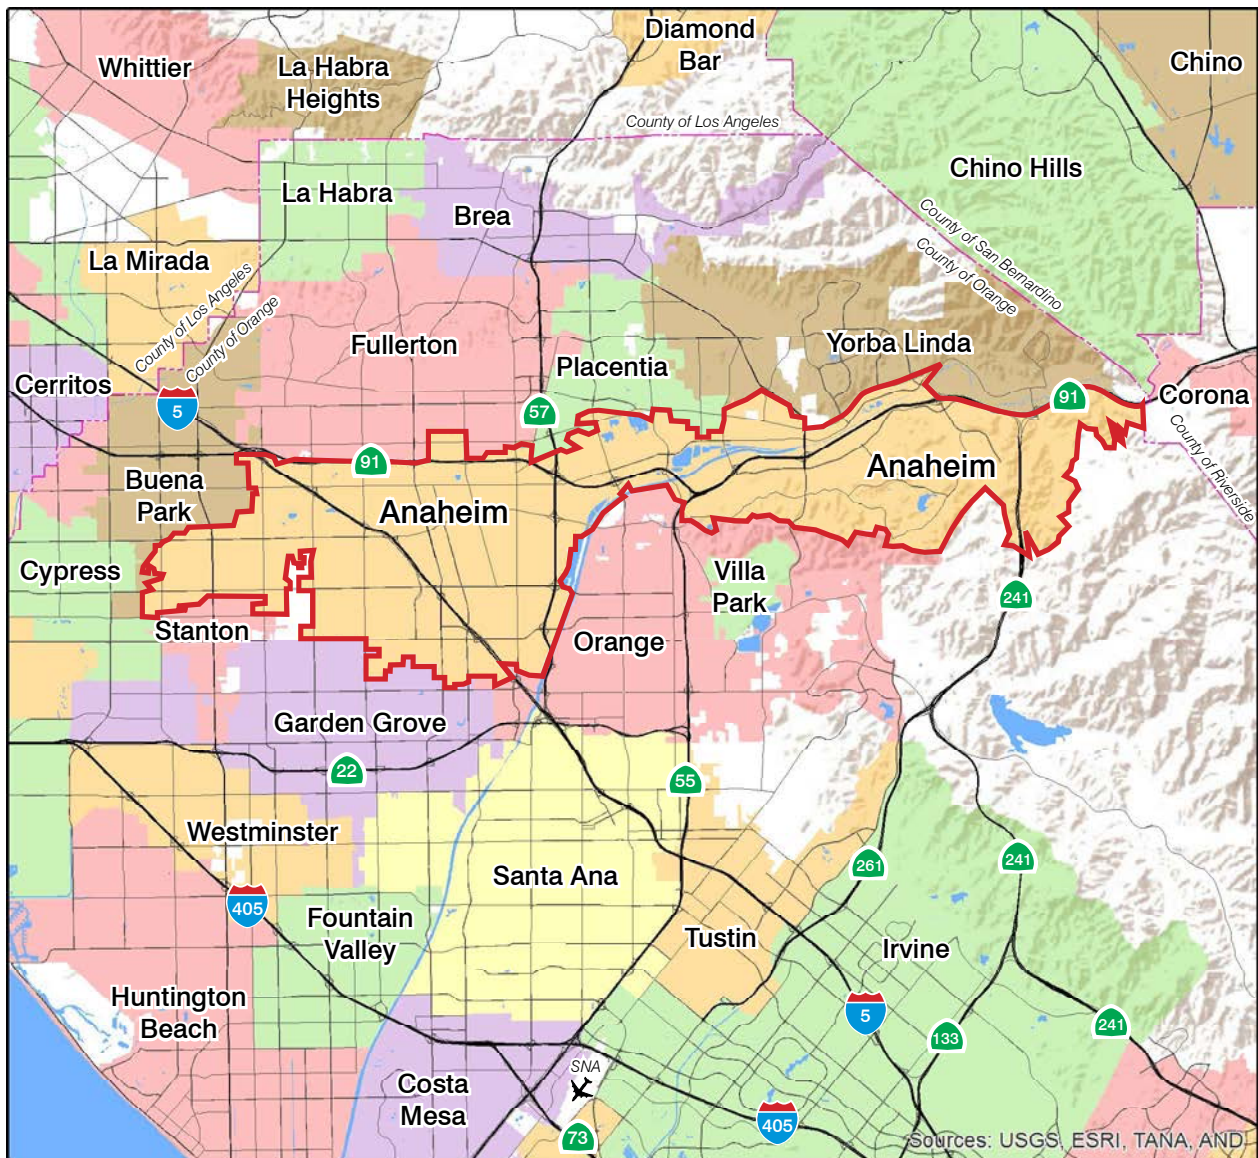 Diamond
Bar
Whittier
La Habra
Heights
Chino
County of Los Angeles
Chino Hills
La Habra
Brea
County of San Bernardino
County of Orange
La Mirada
County of Los Angeles
County of Orange
Fullerton
Yorba Linda
Placentia
Cerritos
5
57
91
Corona
County of Riverside
91
Anaheim
Buena
Park
Anaheim
Cypress
Villa
Park
241
Stanton
Orange
Garden Grove
22
55
Westminster
261
241
Santa Ana
405
Fountain
Valley
Tustin
Irvine
Huntington
Beach
5
133
241
SNA
Costa
Mesa
405
73
Sources: USGS, ESRI, TANA, AND